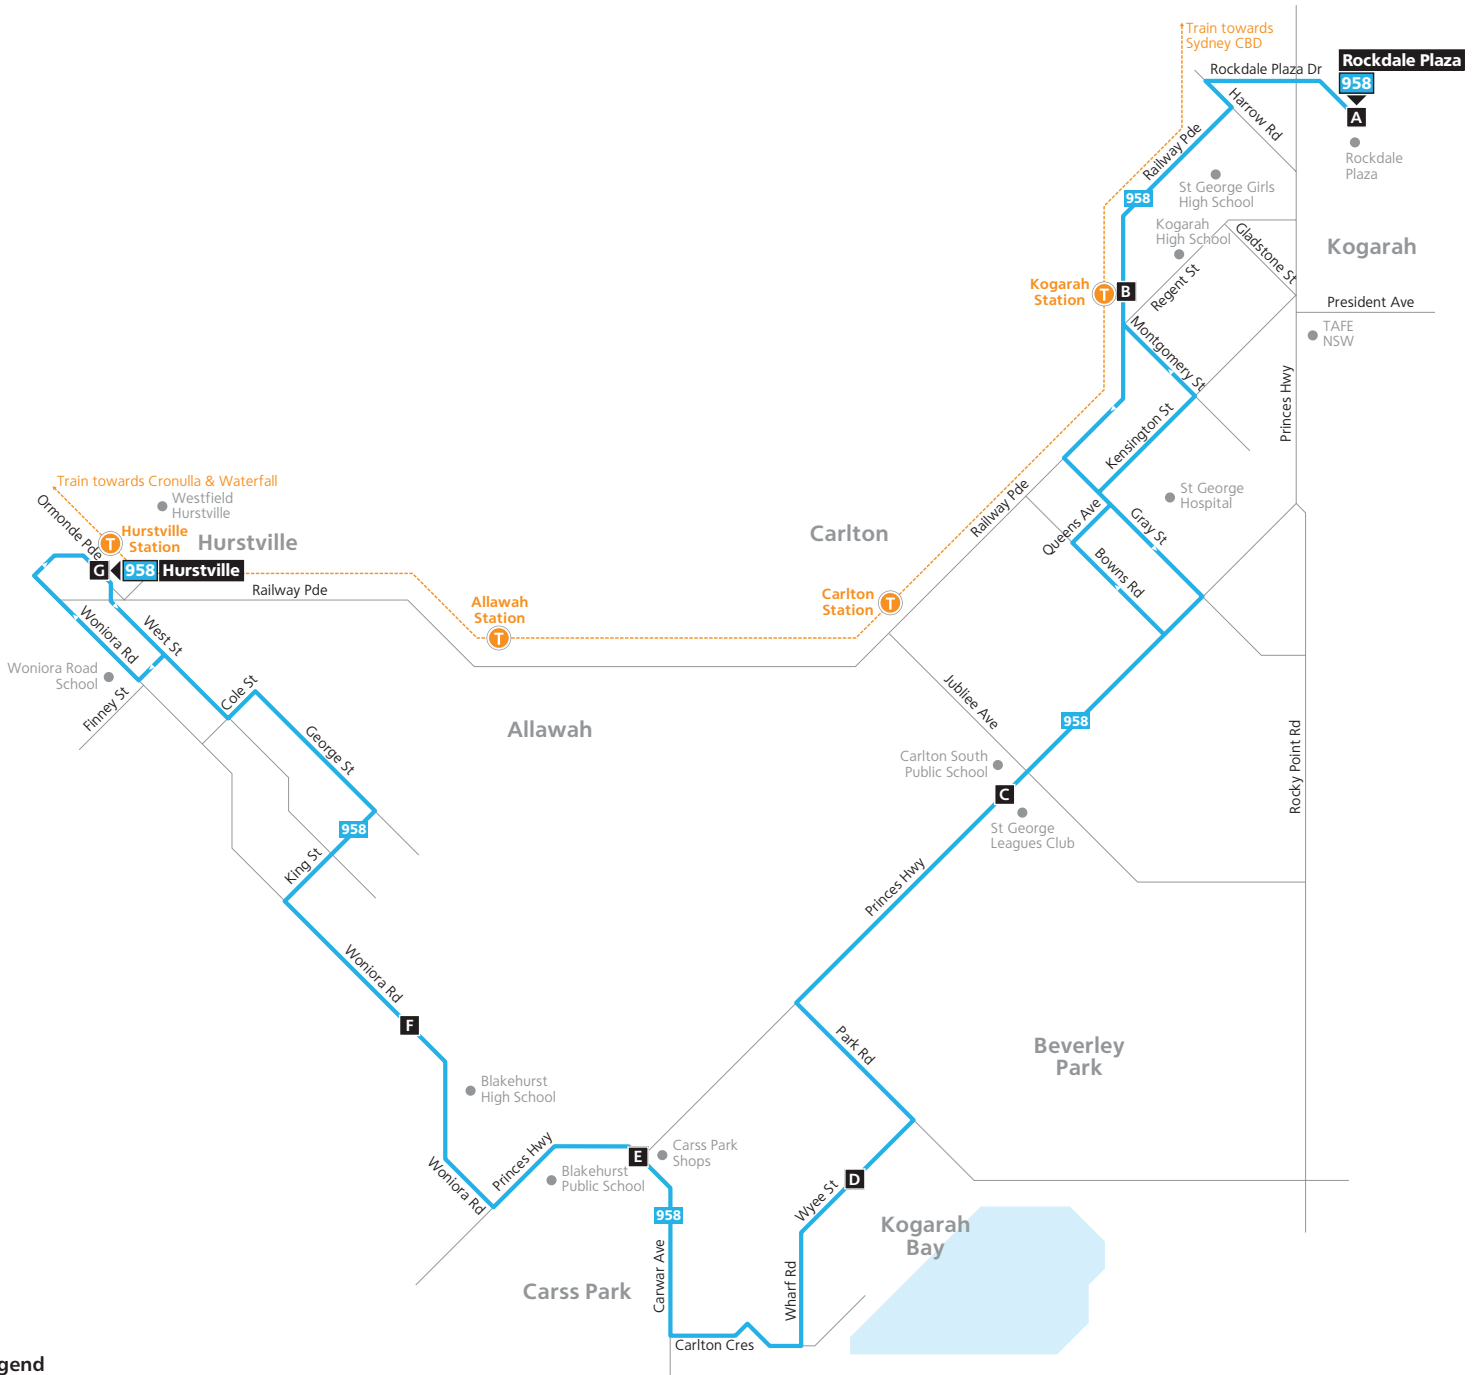 Train towards
Sydney CBD
Rockdale Plaza Dr
Rockdale Plaza
958
A
Harrow Rd
Rockdale
Plaza
Railway Pde
958
St George Girls
High School
Kogarah
High School
Gladstone St
Kogarah
Regent St
Kogarah
Station
T
B
President Ave
TAFE
NSW
Montgomery St
Princes Hwy
Kensington St
St George
Hospital
Queens Ave
Gray St
Bowns Rd
Railway Pde
Carlton
Carlton
Station
T
Train towards Cronulla & Waterfall
Westfield
Hurstville
Ormonde Pde
T
Hurstville
Station
Hurstville
G
958
Hurstville
Railway Pde
Allawah
Station
T
Woniora Rd
West St
Woniora Road
School
Finney St
Cole St
George St
Allawah
Jubliee Ave
958
Carlton South
Public School
C
St George
Leagues Club
Rocky Point Rd
958
King St
Princes Hwy
Woniora Rd
F
Park Rd
Beverley
Park
Blakehurst
High School
Woniora Rd
Princes Hwy
E
Carss Park
Shops
Blakehurst
Public School
D
Wyee St
958
Kogarah
Bay
Carwar Ave
Wharf Rd
Carss Park
Carlton Cres
gend